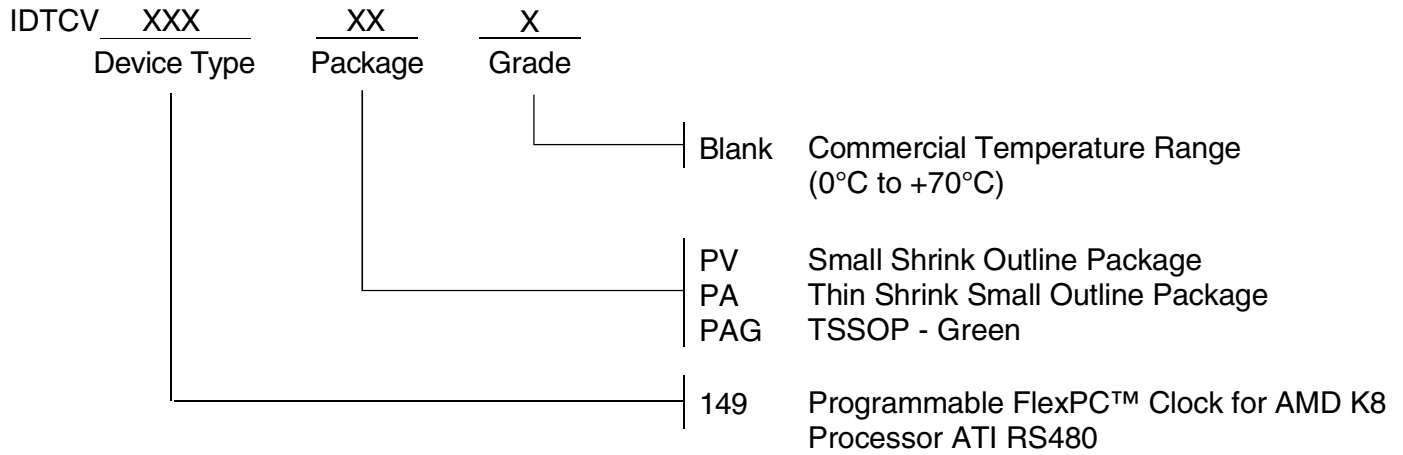 IDTCV XXX XX X
Device Type Package Grade
Blank Commercial Temperature Range
(0°C to +70°C)
PV Small Shrink Outline Package
PA Thin Shrink Small Outline Package
PAG TSSOP - Green
149 Programmable FlexPC™ Clock for AMD K8
Processor ATI RS480